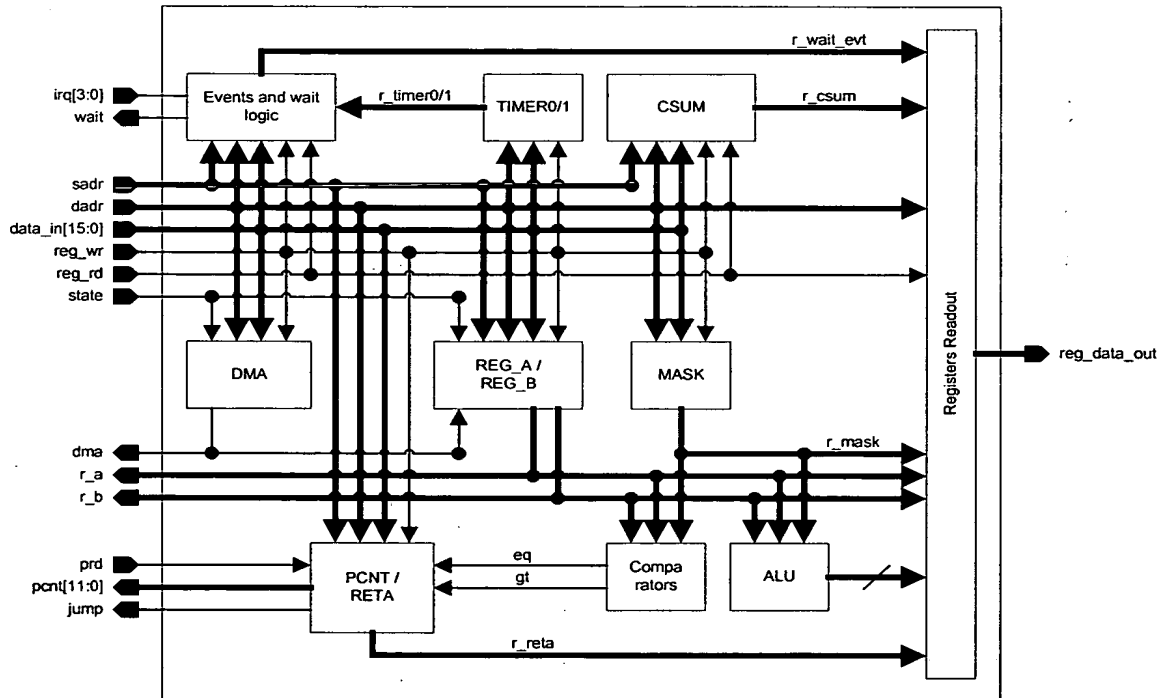 r_wait_evt
irq[3:0]
wait
Events and wait
logic
r_timer0/1
TIMER0/1
CSUM
r_csum
sadr
dadr
data_in[15:0]
reg_wr
reg_rd
state
DMA
REG_A /
REG_B
MASK
Registers Readout
reg_data_out
dma
r_a
r_b
r_mask
prd
pcnt[11:0]
jump
PCNT /
RETA
eq
gt
Compa
rators
ALU
r_reta